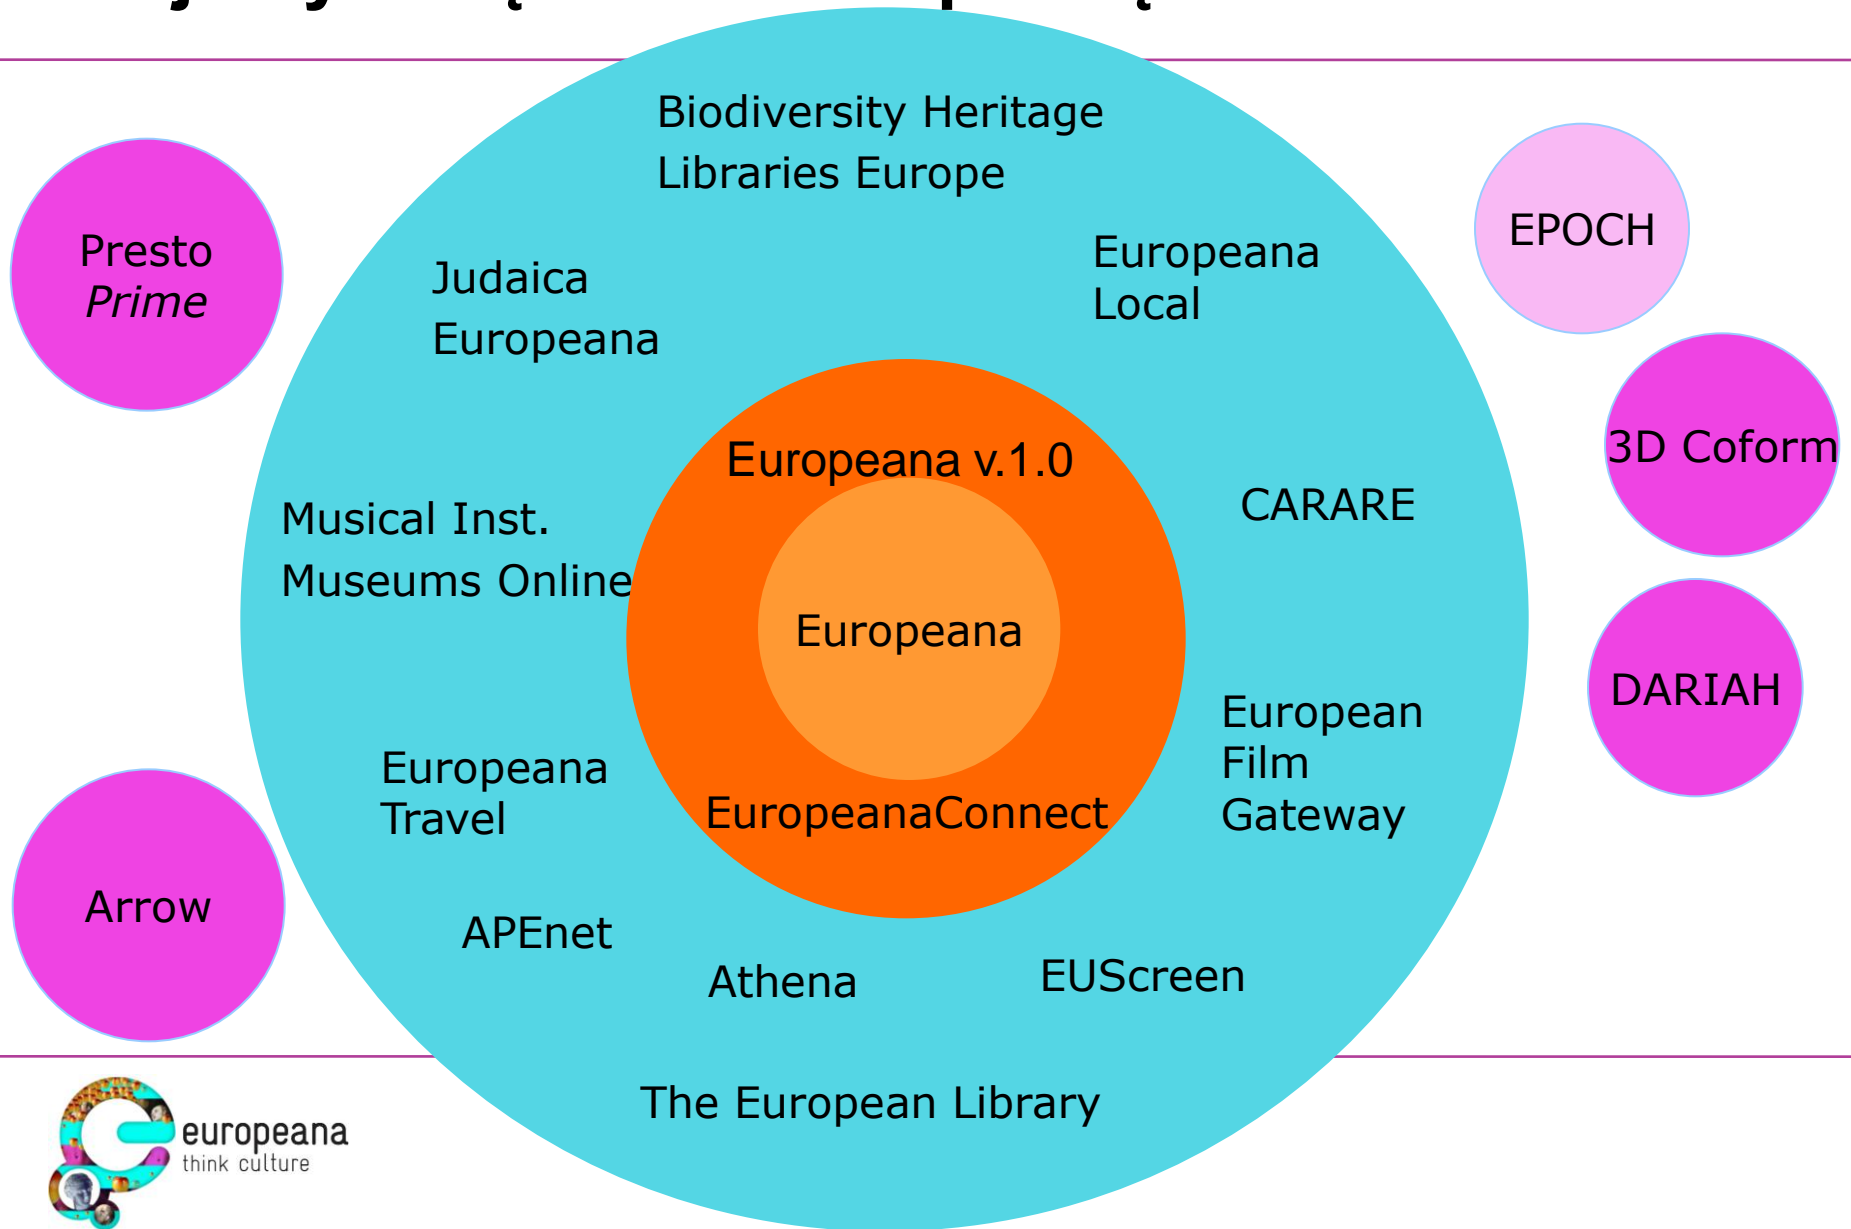 Biodiversity Heritage
Libraries Europe
Presto
Prime
Judaica
Europeana
Europeana
Local
EPOCH
3D Coform
Europeana v.1.0
CARARE
Musical Inst.
Museums Online
Europeana
DARIAH
European
Film
Gateway
Europeana
Travel
EuropeanaConnect
Arrow
APEnet
Athena
EUScreen
The European Library
europeana
think culture